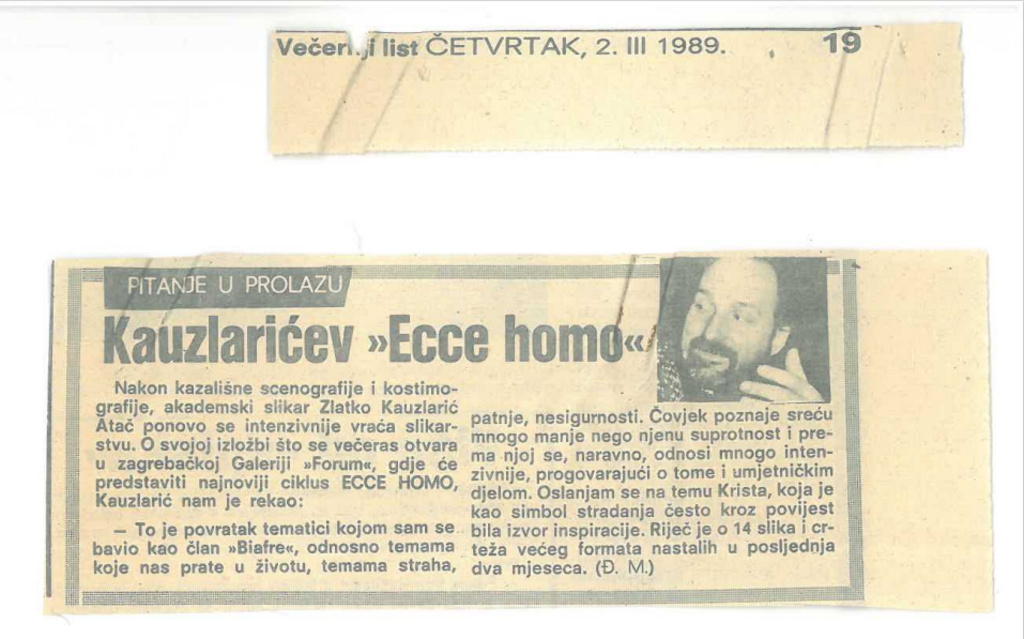 Večernji list ČETVRTAK, 2. III 1989. 19
PITANJE U PROLAZU
Kauzlarićev »Ecce homo«
Nakon kazališne scenografije i kostimo-
grafije, akademski slikar Zlatko Kauzlarić
Atač ponovo se intenzivnije vraća slikar-
stvu. O svojoj izložbi što se večeras otvara
u zagrebačkoj Galeriji »Forum«, gdje će
predstaviti najnoviji ciklus ECCE HOMO,
Kauzlarić nam je rekao:
— To je povratak tematici kojom sam se
bavio kao član »Biafre«, odnosno temama
koje nas prate u životu, temama straha,
patnje, nesigurnosti. Čovjek poznaje sreću
mnogo manje nego njenu suprotnost i pre-
ma njoj se, naravno, odnosi mnogo inten-
zivnije, progovarajući o tome i umjetničkim
djelom. Oslanjam se na temu Krista, koja je
kao simbol stradanja često kroz povijest
bila izvor inspiracije. Riječ je o 14 slika i cr-
teža većeg formata nastalih u posljednja
dva mjeseca. (Đ. M.)